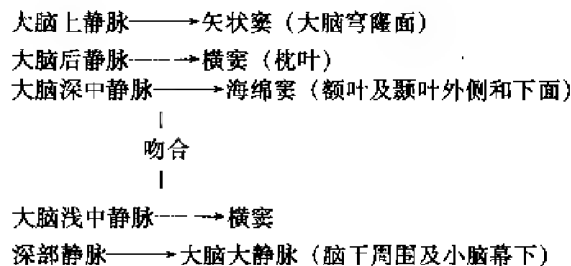 大脑上静脉——→矢状窦（大脑穹窿面）
大脑后静脉——→横窦（枕叶）
大脑深中静脉——→海绵窦（额叶及颞叶外侧和下面）
吻合
大脑浅中静脉——→横窦
深部静脉——→大脑大静脉（脑干周围及小脑幕下）